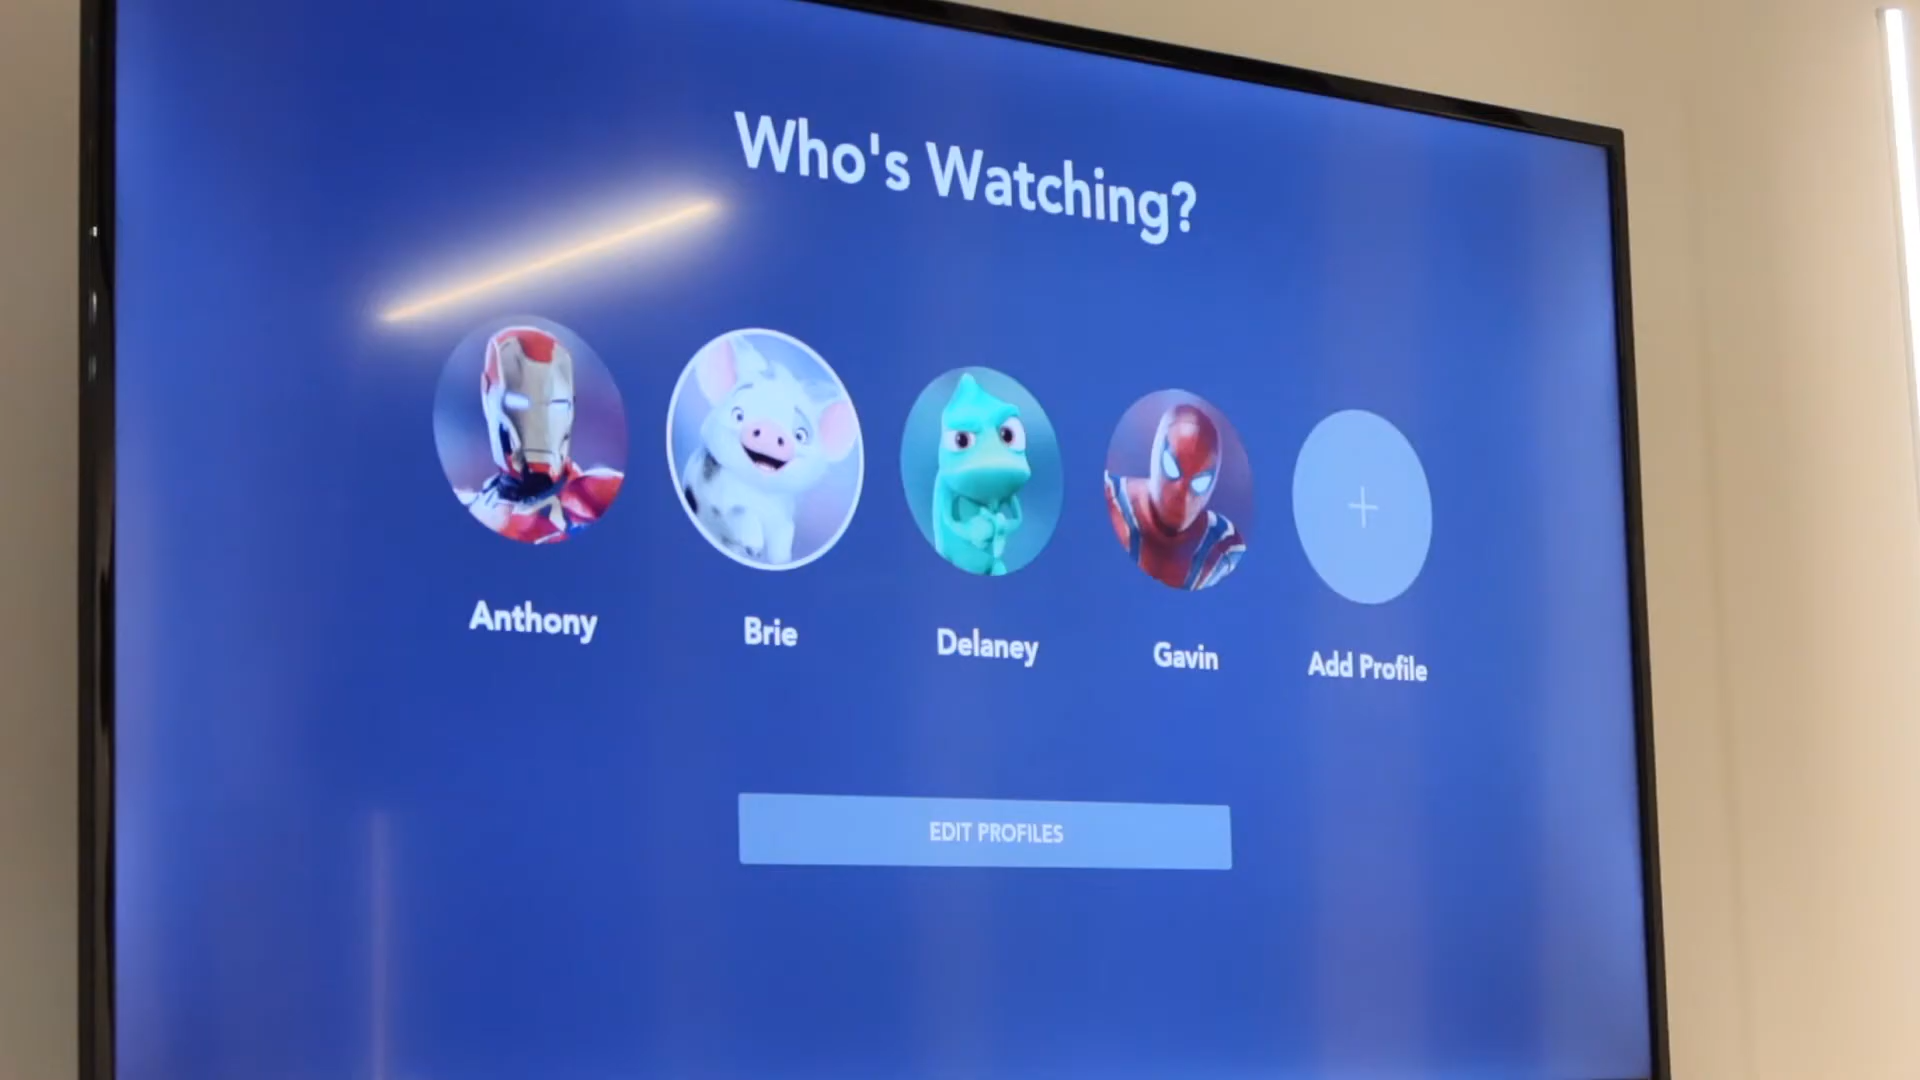 Who's Watching?
Anthony
Brie
Delaney
Gavin
Add Profile
EDIT PROFILES